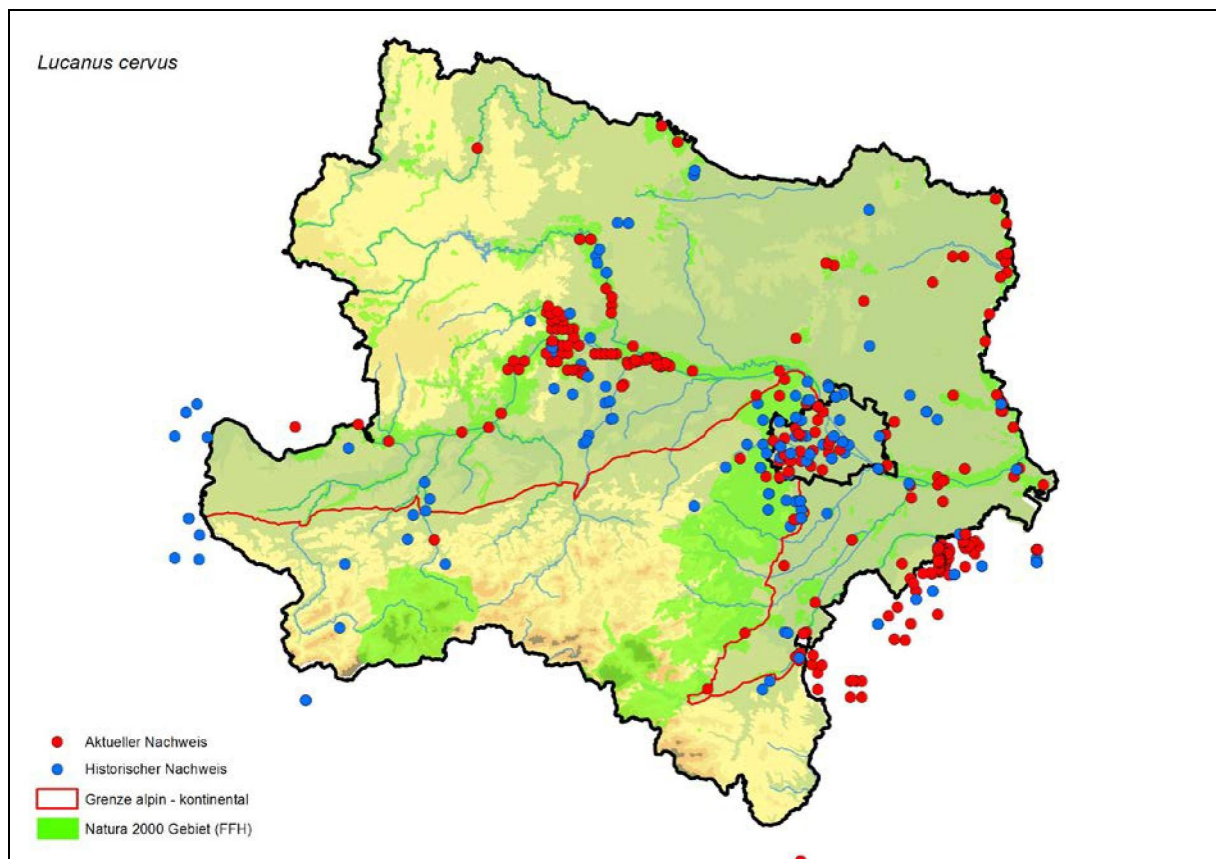 Lucanus cervus
Aktueller Nachweis
Historischer Nachweis
Grenze alpin - kontinental
Natura 2000 Gebiet (FFH)